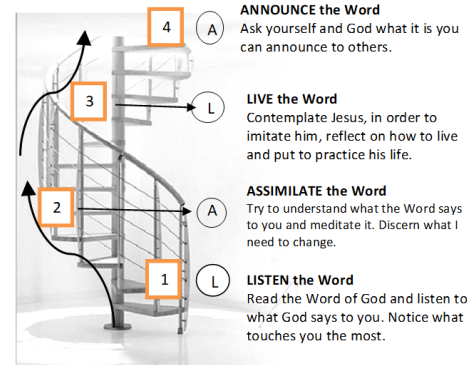 4
A
ANNOUNCE the Word
Ask yourself and God what it is you
can announce to others.
3
L
LIVE the Word
Contemplate Jesus, in order to
imitate him, reflect on how to live
and put to practice his life.
2
A
ASSIMILATE the Word
Try to understand what the Word says
to you and meditate it. Discern what I
need to change.
1
L
LISTEN the Word
Read the Word of God and listen to
what God says to you. Notice what
touches you the most.